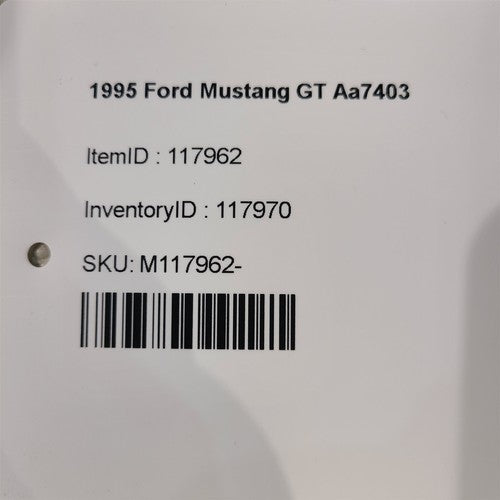 1995 Ford Mustang GT Aa7403
ItemID : 117962
InventoryID : 117970
SKU: M117962-